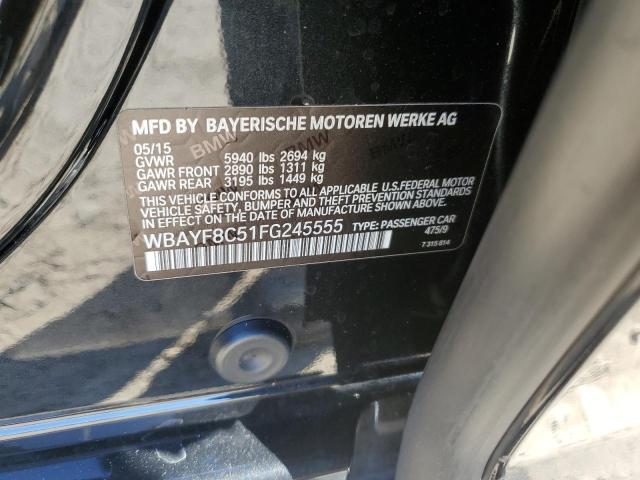 MFD BY BAYERISCHE MOTOREN WERKE AG
05/15
GVWR 5940 lbs 2694 kg
GAWR FRONT 2890 lbs 1311 kg
GAWR REAR 3195 lbs 1449 kg
THIS VEHICLE CONFORMS TO ALL APPLICABLE U.S.FEDERAL MOTOR
VEHICLE SAFETY, BUMPER AND THEFT PREVENTION STANDARDS
IN EFFECT ON THE DATE OF MANUFACTURE SHOWN ABOVE.
WBAYF8C51FG245555 TYPE: PASSENGER CAR
475/9
7 315 814